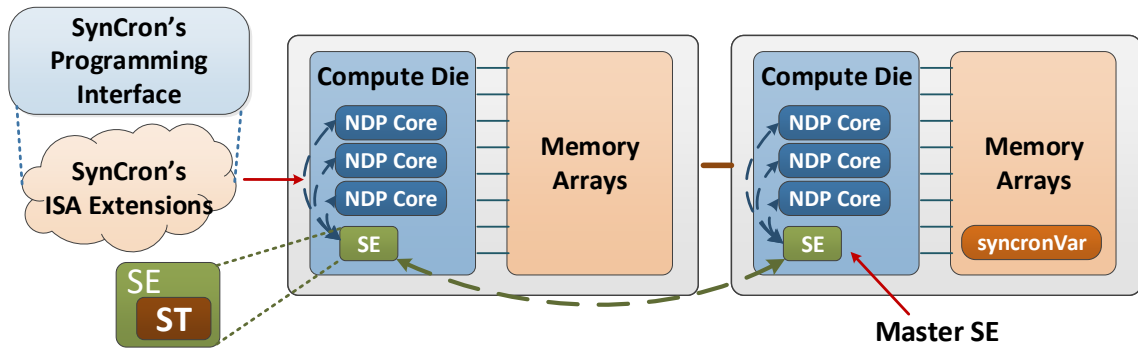 SynCron's
Programming
Interface
SynCron's
ISA Extensions
SE
ST
Compute Die
NDP Core
NDP Core
NDP Core
SE
Memory
Arrays
Compute Die
NDP Core
NDP Core
NDP Core
SE
Memory
Arrays
syncronVar
Master SE